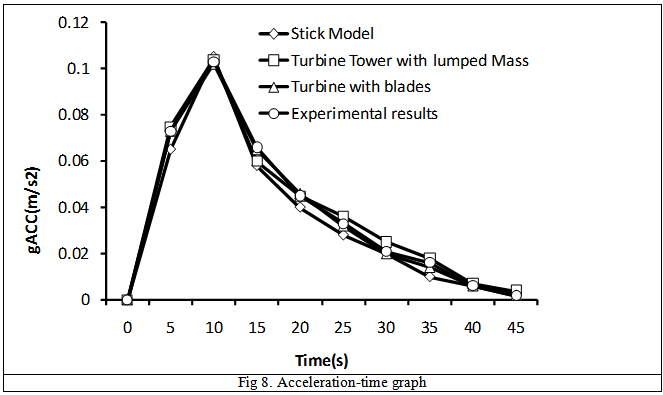 0.12
0.1
0.08
0.06
0.04
0.02
0
gACC(m/s2)
Stick Model
Turbine Tower with lumped Mass
Turbine with blades
Experimental results
0 5 10 15 20 25 30 35 40 45
Time(s)
Fig 8. Acceleration-time graph